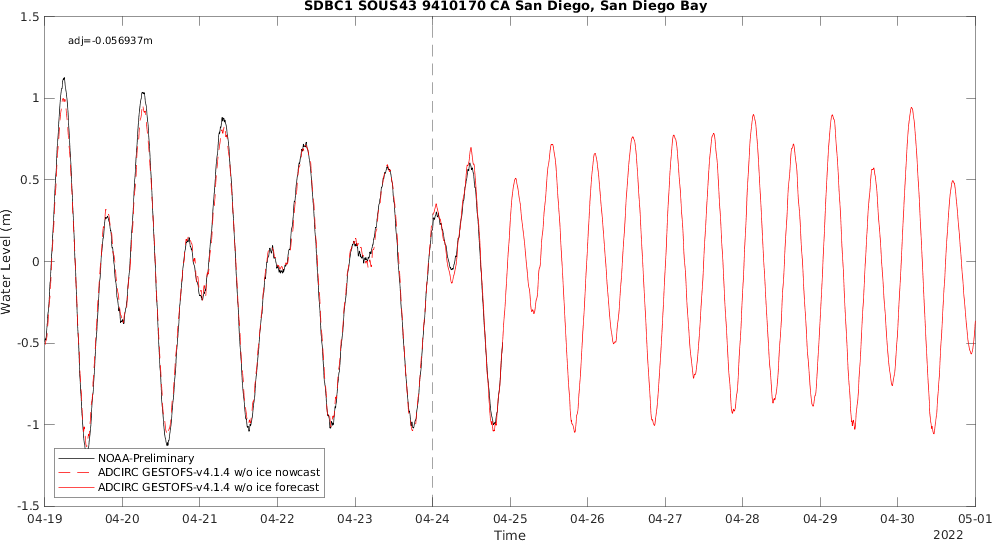 SDBC1 SOUS43 9410170 CA San Diego, San Diego Bay
adj=-0.056937m
1.5
1
0.5
0
-0.5
-1
-1.5
Water Level (m)
NOAA-Preliminary
ADCIRC GESTOFS-v4.1.4 w/o ice nowcast
ADCIRC GESTOFS-v4.1.4 w/o ice forecast
04-19 04-20 04-21 04-22 04-23 04-24 04-25 04-26 04-27 04-28 04-29 04-30 05-01
Time
2022